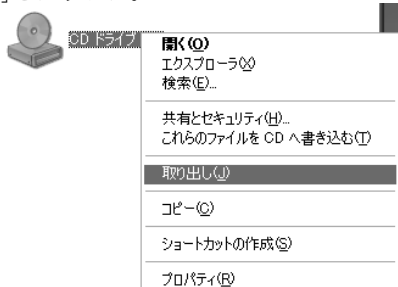 CD ドライブ
開く(O)
エクスプローラ(X)
検索(E)...
共有とセキュリティ(H)...
これらのファイルを CD へ書き込む(T)
取り出し(J)
コピー(C)
ショートカットの作成(S)
プロパティ(R)